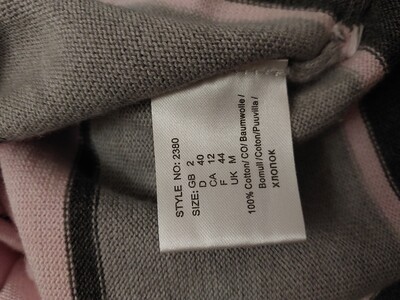 STYLE NO: 2380
SIZE: GB 2
D 40
CA 12
F 44
UK M
100% Cotton/ CO/ Baumwolle /
Bomull /Coton/Puuvilla /
хлопок